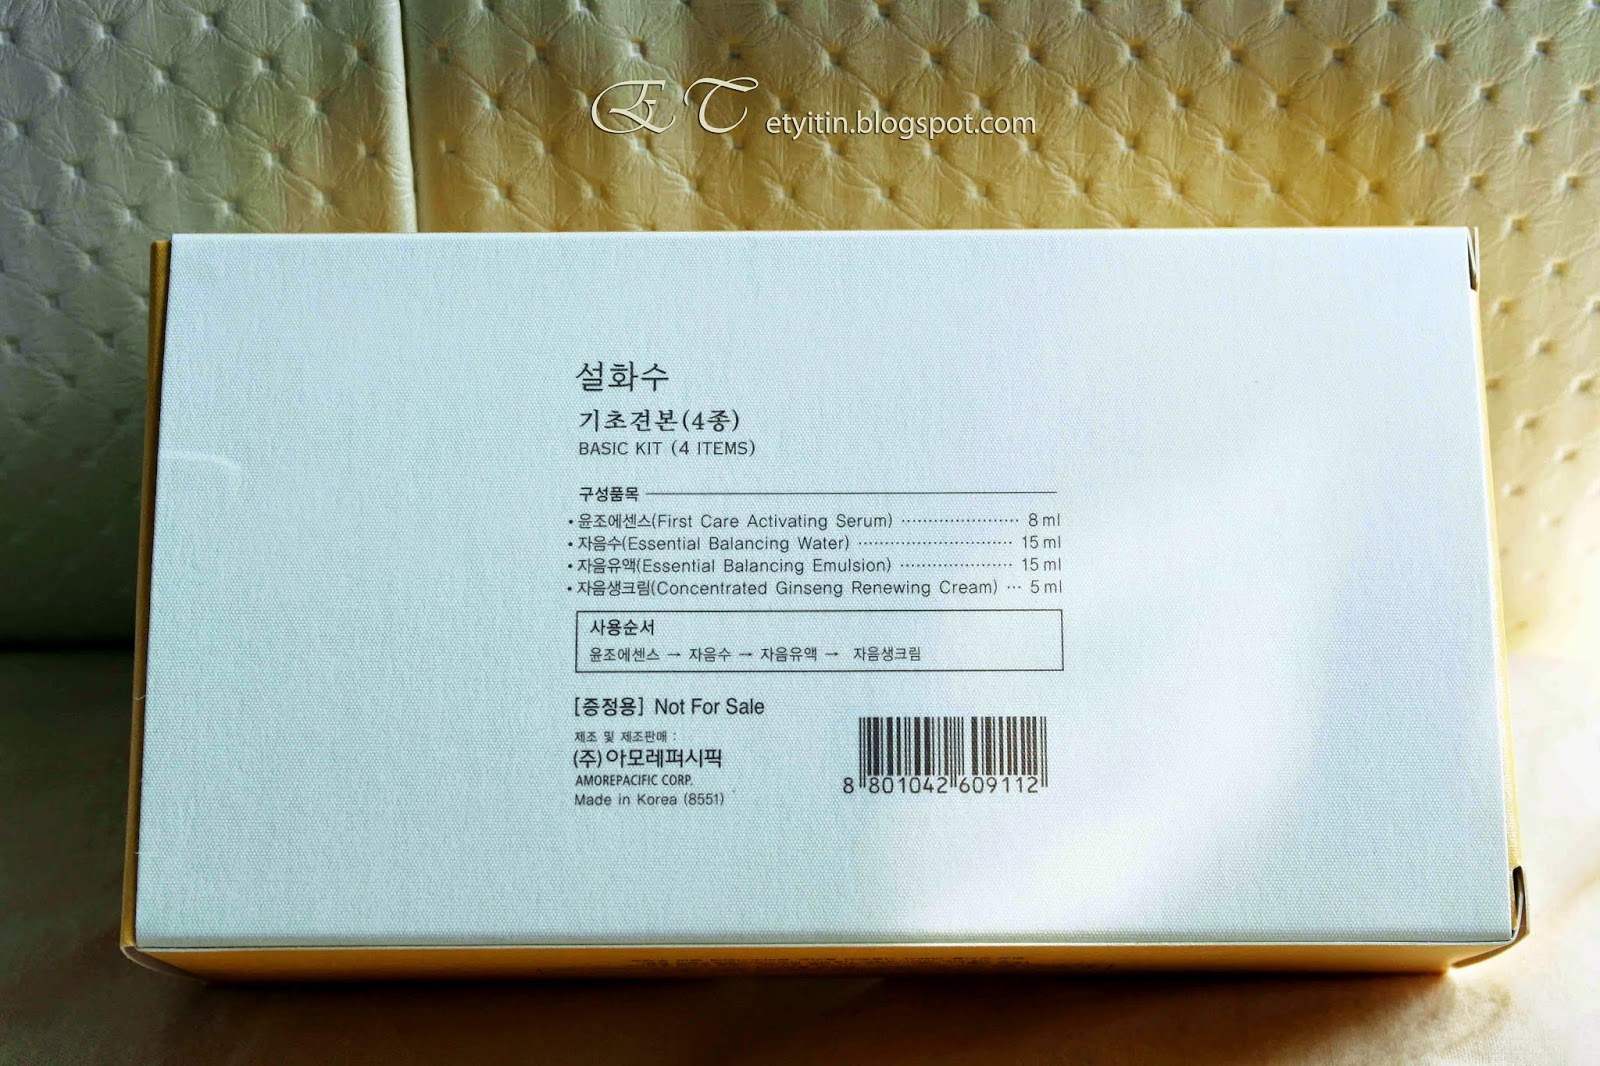 ET etyitin.blogspot.com
설화수
기초견본(4종)
BASIC KIT (4 ITEMS)
구성품목
• 윤조에센스(First Care Activating Serum) ······················ 8 ml
• 자음수(Essential Balancing Water) ····························· 15 ml
• 자음유액(Essential Balancing Emulsion) ····················· 15 ml
• 자음생크림(Concentrated Ginseng Renewing Cream) ··· 5 ml
사용순서
윤조에센스 → 자음수 → 자음유액 → 자음생크림
[증정용] Not For Sale
제조 및 제조판매 :
(주)아모레퍼시픽
AMOREPACIFIC CORP.
Made in Korea (8551)
8 801042 609112